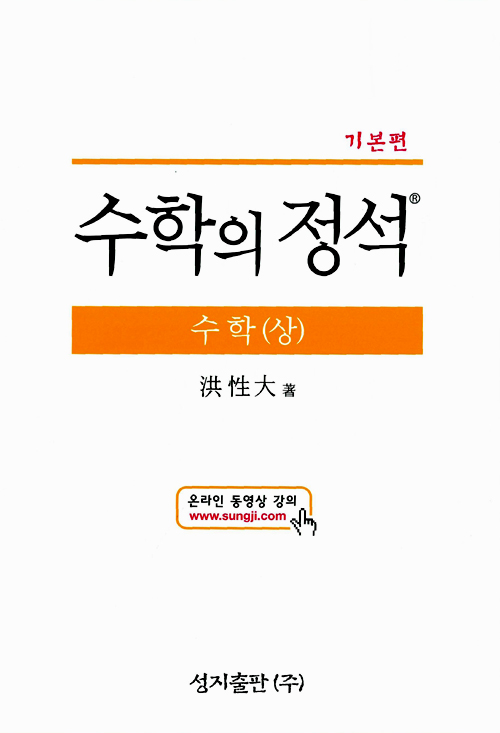 기본편
수학의 정석®
수학(상)
洪性大 著
온라인 동영상 강의
www.sungji.com
성지출판(주)